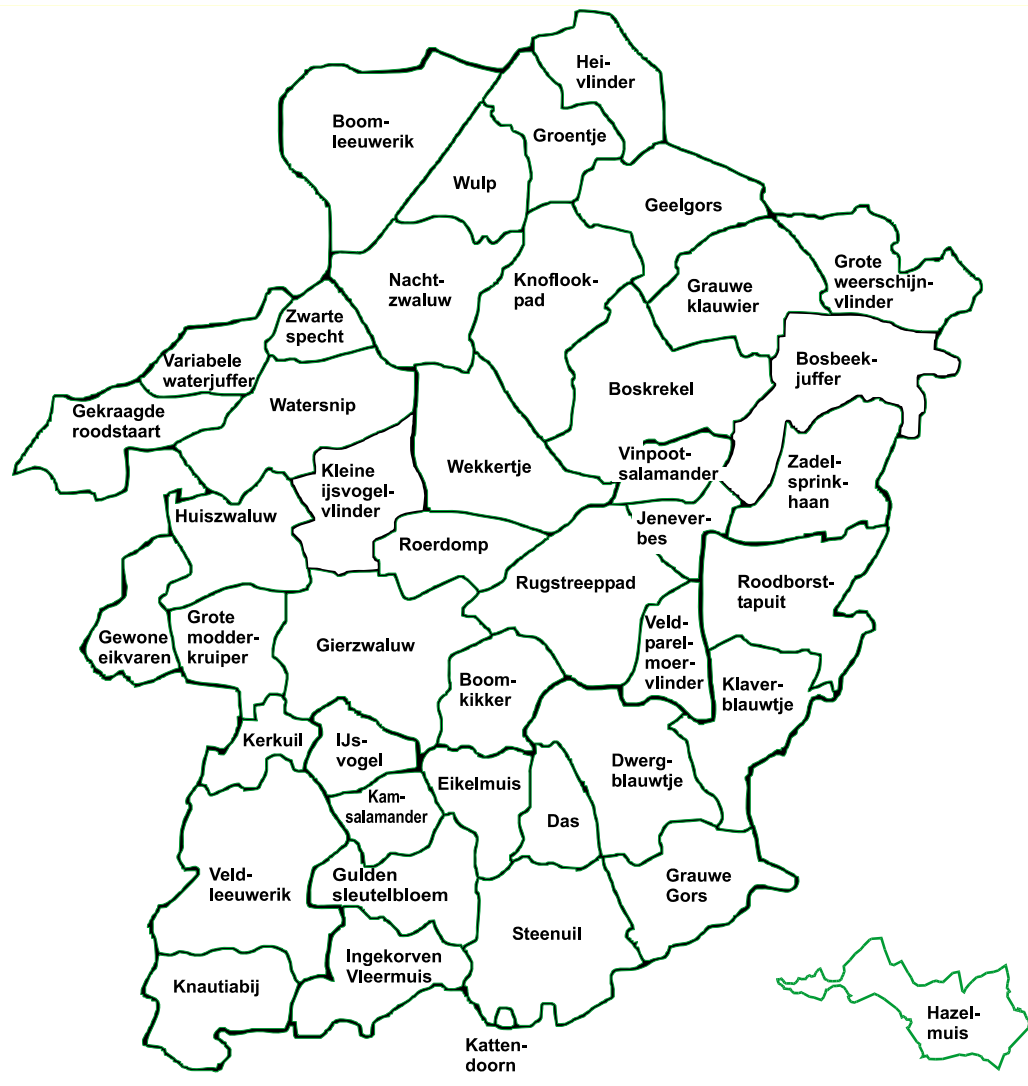 Hei-
vlinder
Boom-
leeuwerik
Groentje
Wulp
Geelgors
Nacht-
zwaluw
Knoflook-
pad
Grauwe
klauwier
Grote
weerschijn-
vlinder
Zwarte
specht
Variabele
waterjuffer
Bosbeek-
juffer
Gekraagde
roodstaart
Watersnip
Boskrekel
Kleine
ijsvogel-
vlinder
Wekkertje
Vinpoot-
salamander
Zadel-
sprink-
haan
Huiszwaluw
Jenever-
bes
Roerdomp
Rugstreeppad
Roodborst-
tapuit
Gewone
eikvaren
Grote
modder-
kruiper
Gierzwaluw
Veld-
parel-
moer-
vlinder
Boom-
kikker
Klaver-
blauwtje
Kerkuil
IJs-
vogel
Eikelmuis
Dwerg-
blauwtje
Kam-
salamander
Das
Veld-
leeuwerik
Gulden
sleutelbloem
Grauwe
Gors
Steenuil
Ingekorven
Vleermuis
Knautiabij
Katten-
doorn
Hazel-
muis